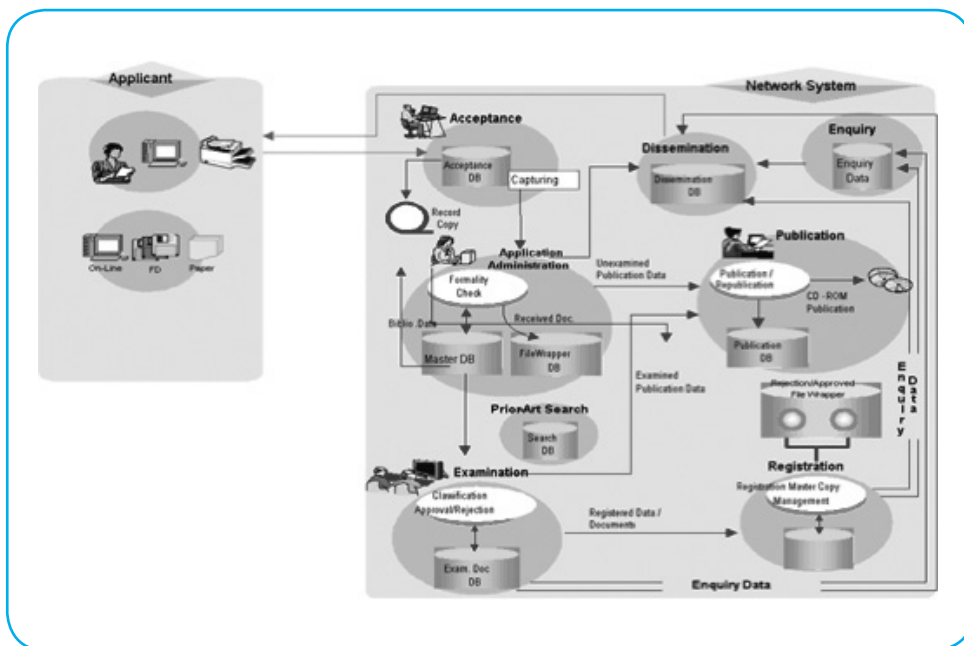 Applicant
On-Line
FD
Paper
Network System
Acceptance
Acceptance
DB
Capturing
Record
Copy
Dissemination
Dissemination
DB
Enquiry
Enquiry
Data
Application
Administration
Formality
Check
Biblio. Data
Received Doc.
Master DB
FileWrapper
DB
Unexamined
Publication Data
Publication
Publication /
Republication
CD -ROM
Publication
Publication
DB
Examined
Publication Data
Prior Art Search
Search
DB
Rejection/Approved
File Wrapper
Enquiry
Data
Examination
Classification
Approval/Rejection
Exam. Doc
DB
Registered Data /
Documents
Registration
Registration Master Copy
Management
Enquiry Data